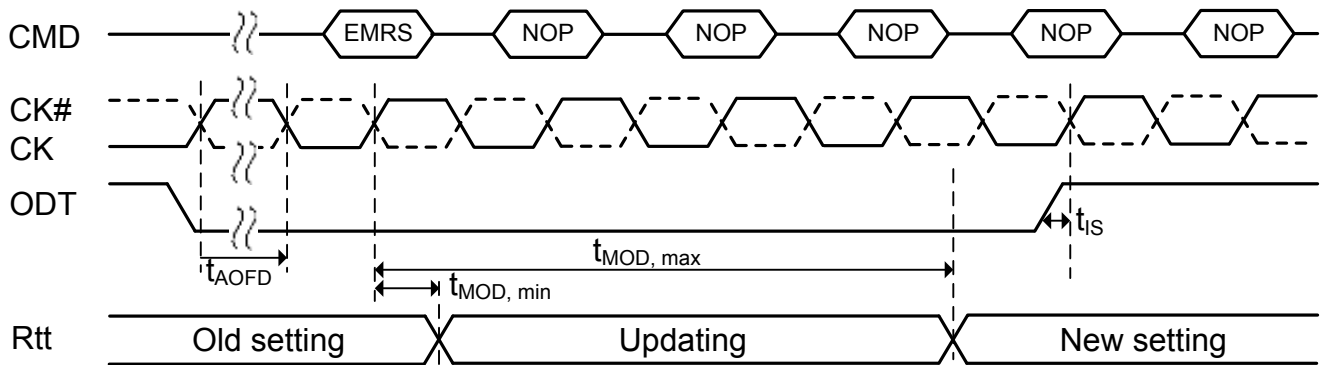 CMD EMRS NOP NOP NOP NOP NOP
CK#
CK
ODT
tIS
tAOFD
tMOD, max
tMOD, min
Rtt Old setting Updating New setting